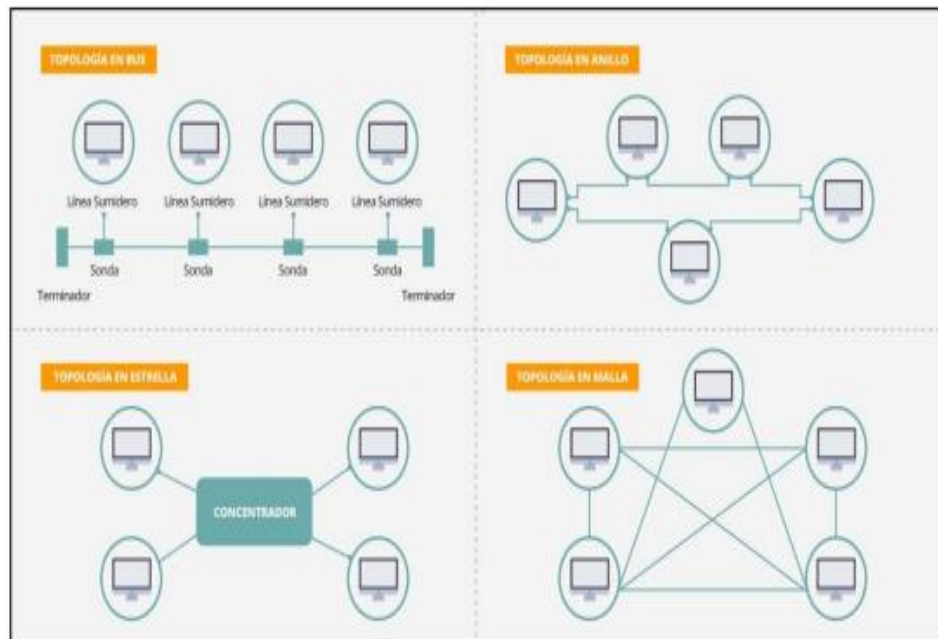 TOPOLOGÍA EN BUS
Línea Sumidero Línea Sumidero Línea Sumidero Línea Sumidero
Sonda Sonda Sonda Sonda
Terminador Terminador
TOPOLOGÍA EN ANILLO
TOPOLOGÍA EN ESTRELLA
CONCENTRADOR
TOPOLOGÍA EN MALLA